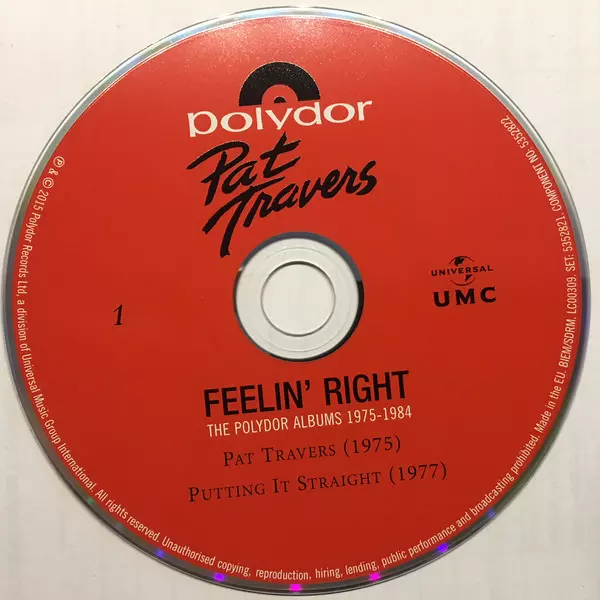 polydor
Pat
Travers
UNIVERSAL
UMC
1
FEELIN' RIGHT
THE POLYDOR ALBUMS 1975-1984
PAT TRAVERS (1975)
PUTTING IT STRAIGHT (1977)
℗ & © 2015 Polydor Records Ltd, a division of Universal Music Group International. All rights reserved. Unauthorised copying, reproduction, hiring, lending, public performance and broadcasting prohibited. Made in the EU. BIEM/SDRM. LC00309. SET: 5352821. COMPONENT NO: 5352822